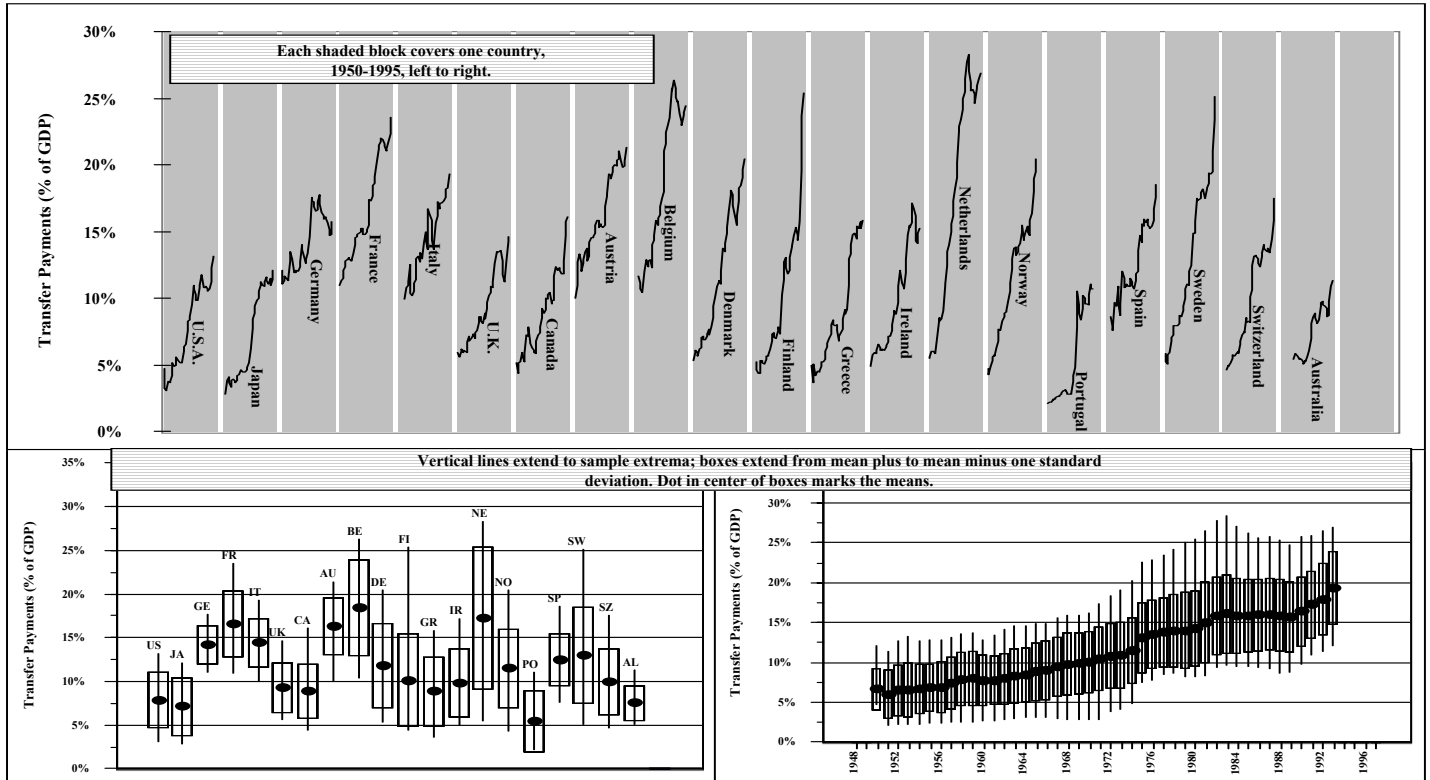 Transfer Payments (% of GDP)
30%
25%
20%
15%
10%
5%
0%
Each shaded block covers one country,
1950-1995, left to right.
U.S.A.
Japan
Germany
France
Italy
U.K.
Canada
Austria
Belgium
Denmark
Finland
Greece
Ireland
Netherlands
Norway
Portugal
Spain
Sweden
Switzerland
Australia
Vertical lines extend to sample extrema; boxes extend from mean plus to mean minus one standard
deviation. Dot in center of boxes marks the means.
Transfer Payments (% of GDP)
35%
30%
25%
20%
15%
10%
5%
0%
US
JA
GE
FR
IT
UK
CA
AU
BE
DE
FI
GR
IR
NE
NO
PO
SP
SW
SZ
AL
Transfer Payments (% of GDP)
30%
25%
20%
15%
10%
5%
0%
1948
1952
1956
1960
1964
1968
1972
1976
1980
1984
1988
1992
1996